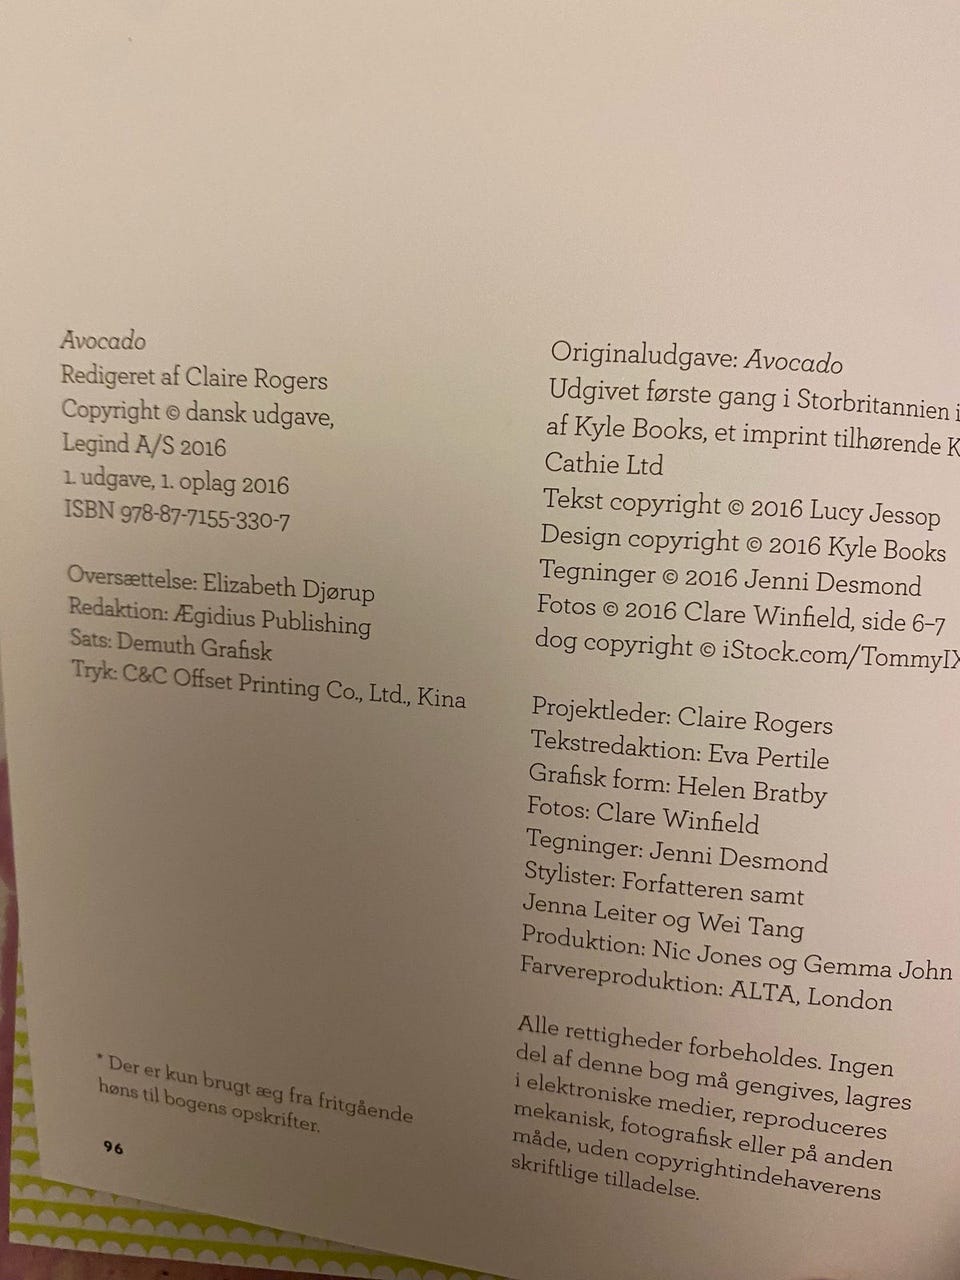 Avocado
Redigeret af Claire Rogers
Copyright © dansk udgave,
Legind A/S 2016
1. udgave, 1. oplag 2016
ISBN 978-87-7155-330-7
Oversættelse: Elizabeth Djørup
Redaktion: Ægidius Publishing
Sats: Demuth Grafisk
Tryk: C&C Offset Printing Co., Ltd., Kina
* Der er kun brugt æg fra fritgående
høns til bogens opskrifter.
96
Originaludgave: Avocado
Udgivet første gang i Storbritannien i
af Kyle Books, et imprint tilhørende K
Cathie Ltd
Tekst copyright © 2016 Lucy Jessop
Design copyright © 2016 Kyle Books
Tegninger © 2016 Jenni Desmond
Fotos © 2016 Clare Winfield, side 6–7
dog copyright © iStock.com/TommyIX
Projektleder: Claire Rogers
Tekstredaktion: Eva Pertile
Grafisk form: Helen Bratby
Fotos: Clare Winfield
Tegninger: Jenni Desmond
Stylister: Forfatteren samt
Jenna Leiter og Wei Tang
Produktion: Nic Jones og Gemma John
Farvereproduktion: ALTA, London
Alle rettigheder forbeholdes. Ingen
del af denne bog må gengives, lagres
i elektroniske medier, reproduceres
mekanisk, fotografisk eller på anden
måde, uden copyrightindehaverens
skriftlige tilladelse.